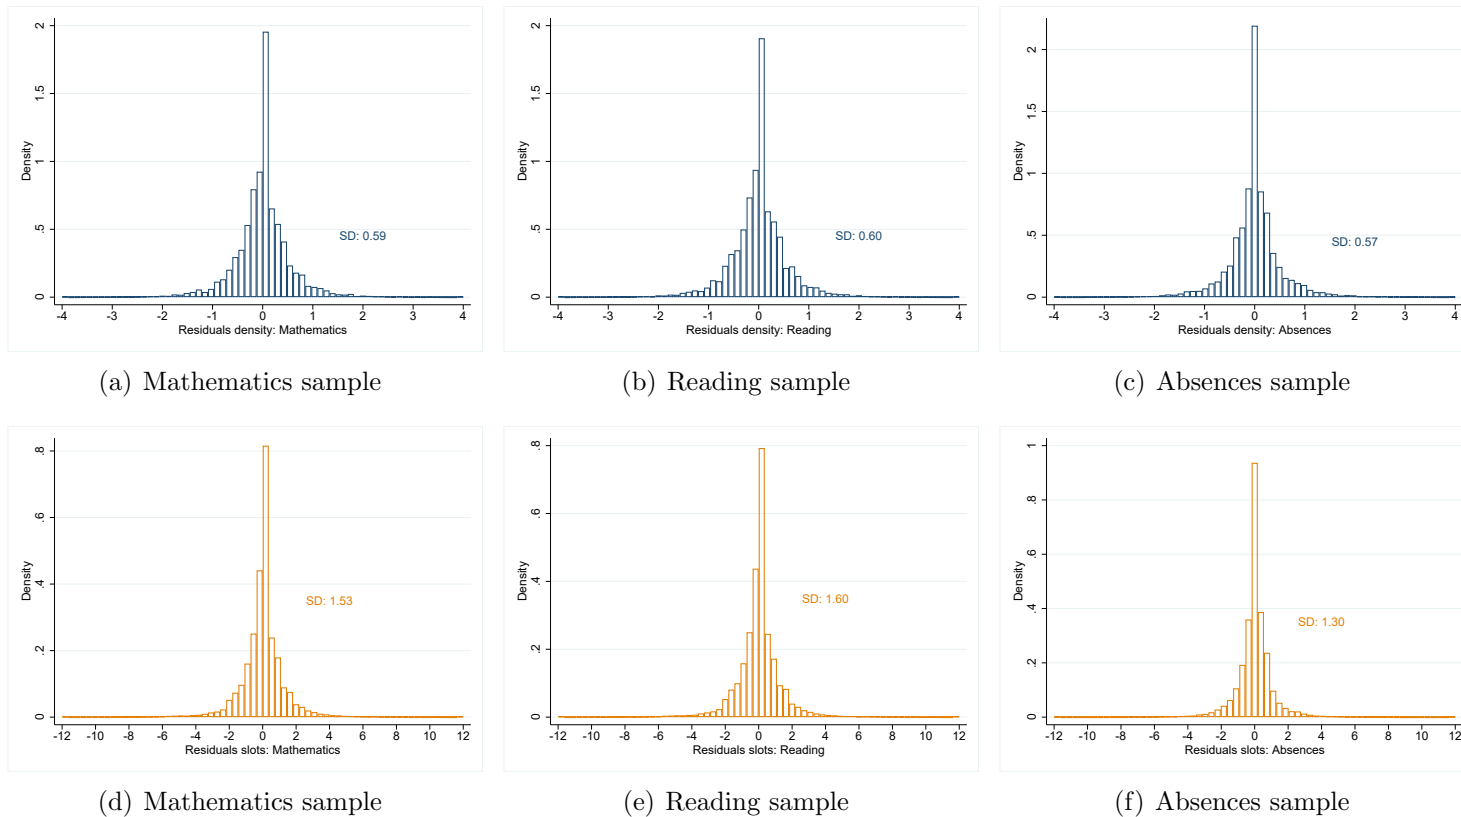 Density
2
1.5
1
.5
0
SD: 0.59
-4 -3 -2 -1 0 1 2 3 4
Residuals density: Mathematics
(a) Mathematics sample
Density
2
1.5
1
.5
0
SD: 0.60
-4 -3 -2 -1 0 1 2 3 4
Residuals density: Reading
(b) Reading sample
Density
2
1.5
1
.5
0
SD: 0.57
-4 -3 -2 -1 0 1 2 3 4
Residuals density: Absences
(c) Absences sample
Density
.8
.6
.4
.2
0
SD: 1.53
-12 -10 -8 -6 -4 -2 0 2 4 6 8 10 12
Residuals slots: Mathematics
(d) Mathematics sample
Density
.8
.6
.4
.2
0
SD: 1.60
-12 -10 -8 -6 -4 -2 0 2 4 6 8 10 12
Residuals slots: Reading
(e) Reading sample
Density
1
.8
.6
.4
.2
0
SD: 1.30
-12 -10 -8 -6 -4 -2 0 2 4 6 8 10 12
Residuals slots: Absences
(f) Absences sample